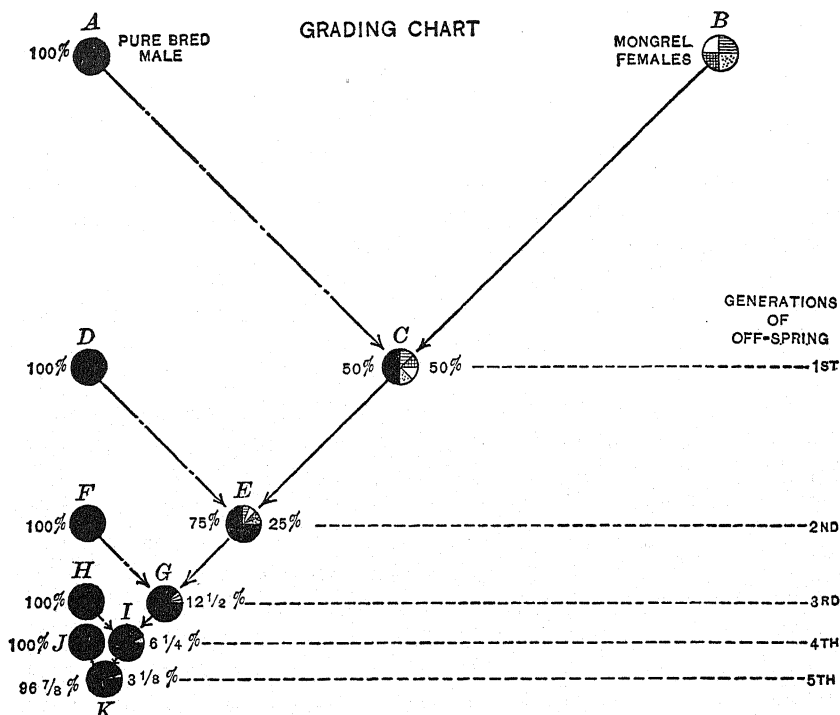 GRADING CHART
A
100%
PURE BRED
MALE
B
MONGREL
FEMALES
GENERATIONS
OF
OFF-SPRING
D
100%
C
50% 50%
1ST
F
100%
E
75% 25%
2ND
H
100%
G
12 1/2 %
3RD
100% J
I
6 1/4 %
4TH
96 7/8 %
3 1/8 %
5TH
K